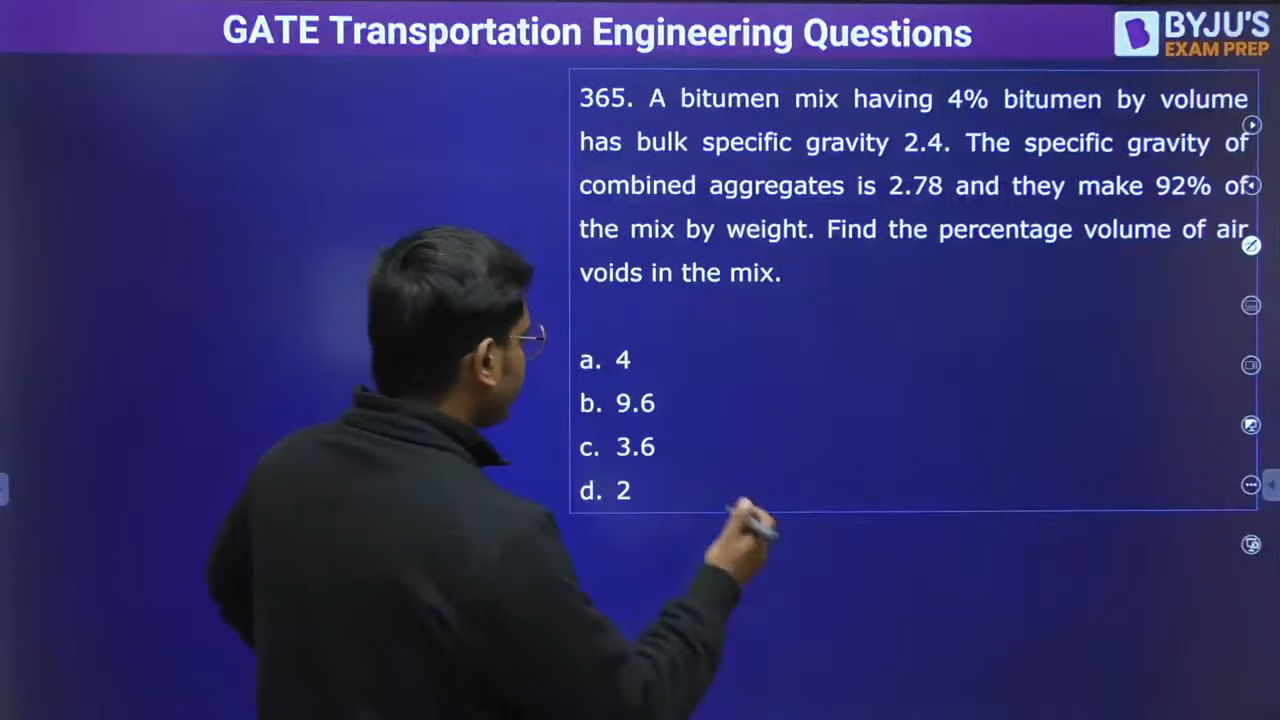 GATE Transportation Engineering Questions
BYJU'S
EXAM PREP
365. A bitumen mix having 4% bitumen by volume
has bulk specific gravity 2.4. The specific gravity of
combined aggregates is 2.78 and they make 92% of
the mix by weight. Find the percentage volume of air
voids in the mix.
a. 4
b. 9.6
c. 3.6
d. 2